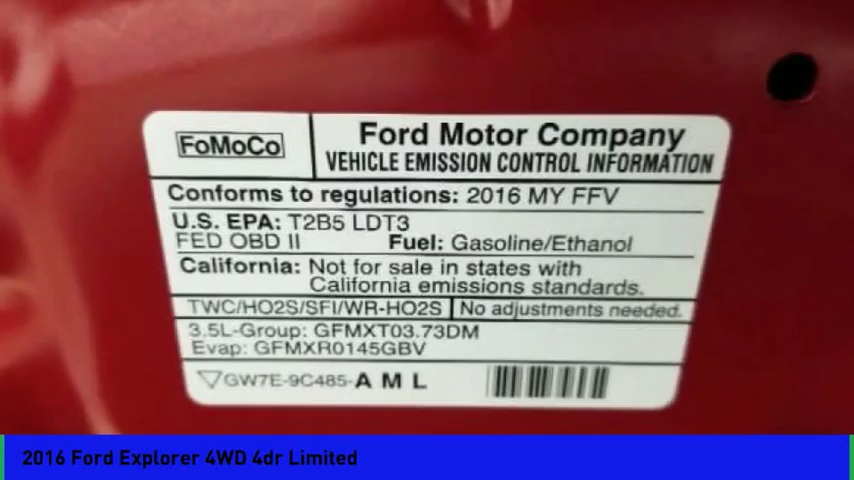 FoMoCo
Ford Motor Company
VEHICLE EMISSION CONTROL INFORMATION
Conforms to regulations: 2016 MY FFV
U.S. EPA: T2B5 LDT3
FED OBD II Fuel: Gasoline/Ethanol
California: Not for sale in states with
California emissions standards.
TWC/HO2S/SFI/WR-HO2S No adjustments needed.
3.5L-Group: GFMXT03.73DM
Evap: GFMXR0145GBV
GW7E-9C485-AML
2016 Ford Explorer 4WD 4dr Limited